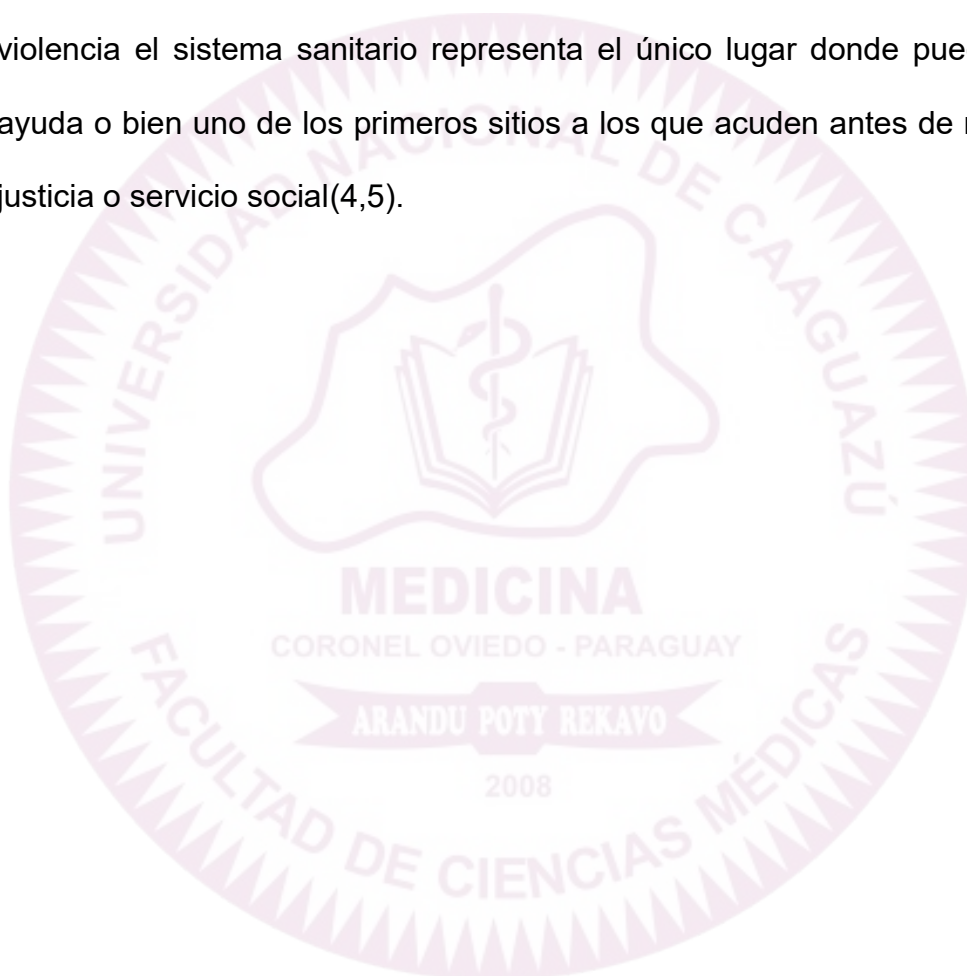 violencia el sistema sanitario representa el único lugar donde pue
ayuda o bien uno de los primeros sitios a los que acuden antes de
justicia o servicio social(4,5).
UNIVERSIDAD NACIONAL DE CAAGUAZÚ
MEDICINA
CORONEL OVIEDO - PARAGUAY
ARANDU POTY REKAVO
2008
FACULTAD DE CIENCIAS MÉDICAS